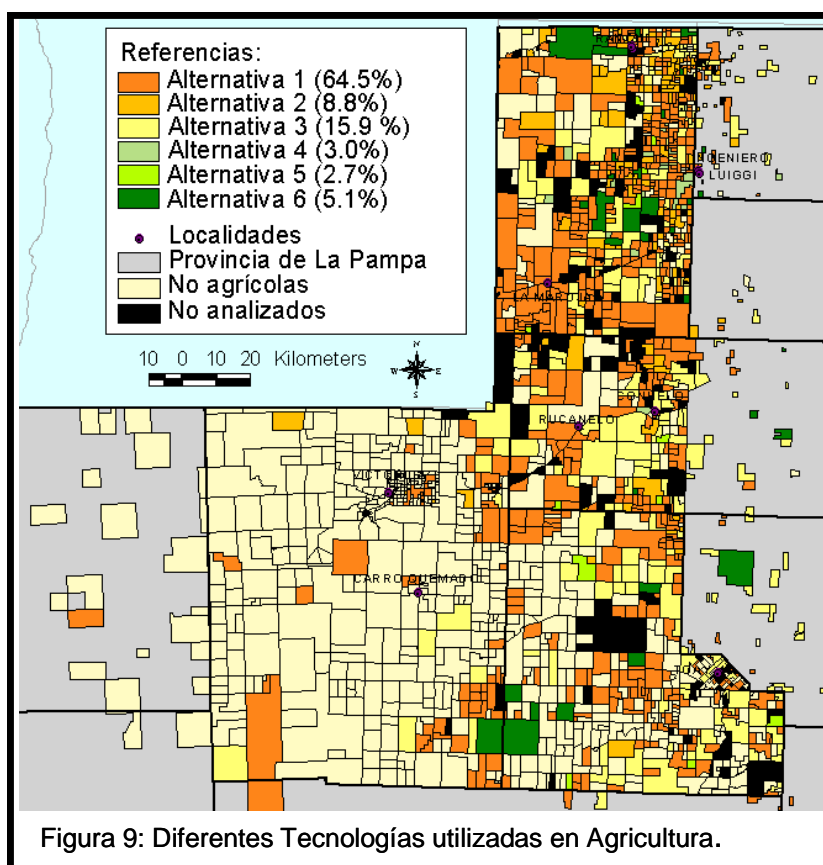 Referencias:
Alternativa 1 (64.5%)
Alternativa 2 (8.8%)
Alternativa 3 (15.9 %)
Alternativa 4 (3.0%)
Alternativa 5 (2.7%)
Alternativa 6 (5.1%)
Localidades
Provincia de La Pampa
No agrícolas
No analizados
10 0 10 20 Kilometers
N
W E
S
LUIGGI
RUCANELO
CARRO QUEMADO
Figura 9: Diferentes Tecnologías utilizadas en Agricultura.